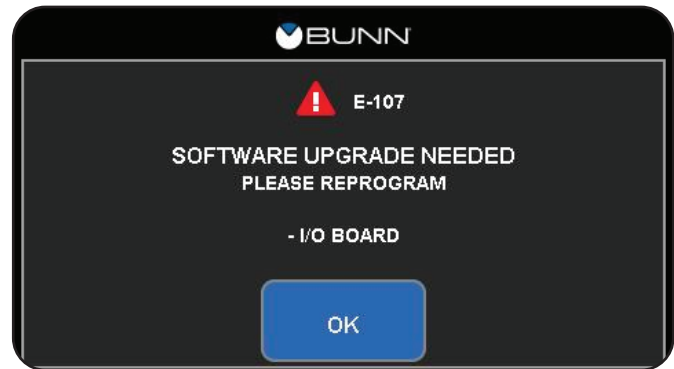 BUNN
E-107
SOFTWARE UPGRADE NEEDED
PLEASE REPROGRAM
- I/O BOARD
OK